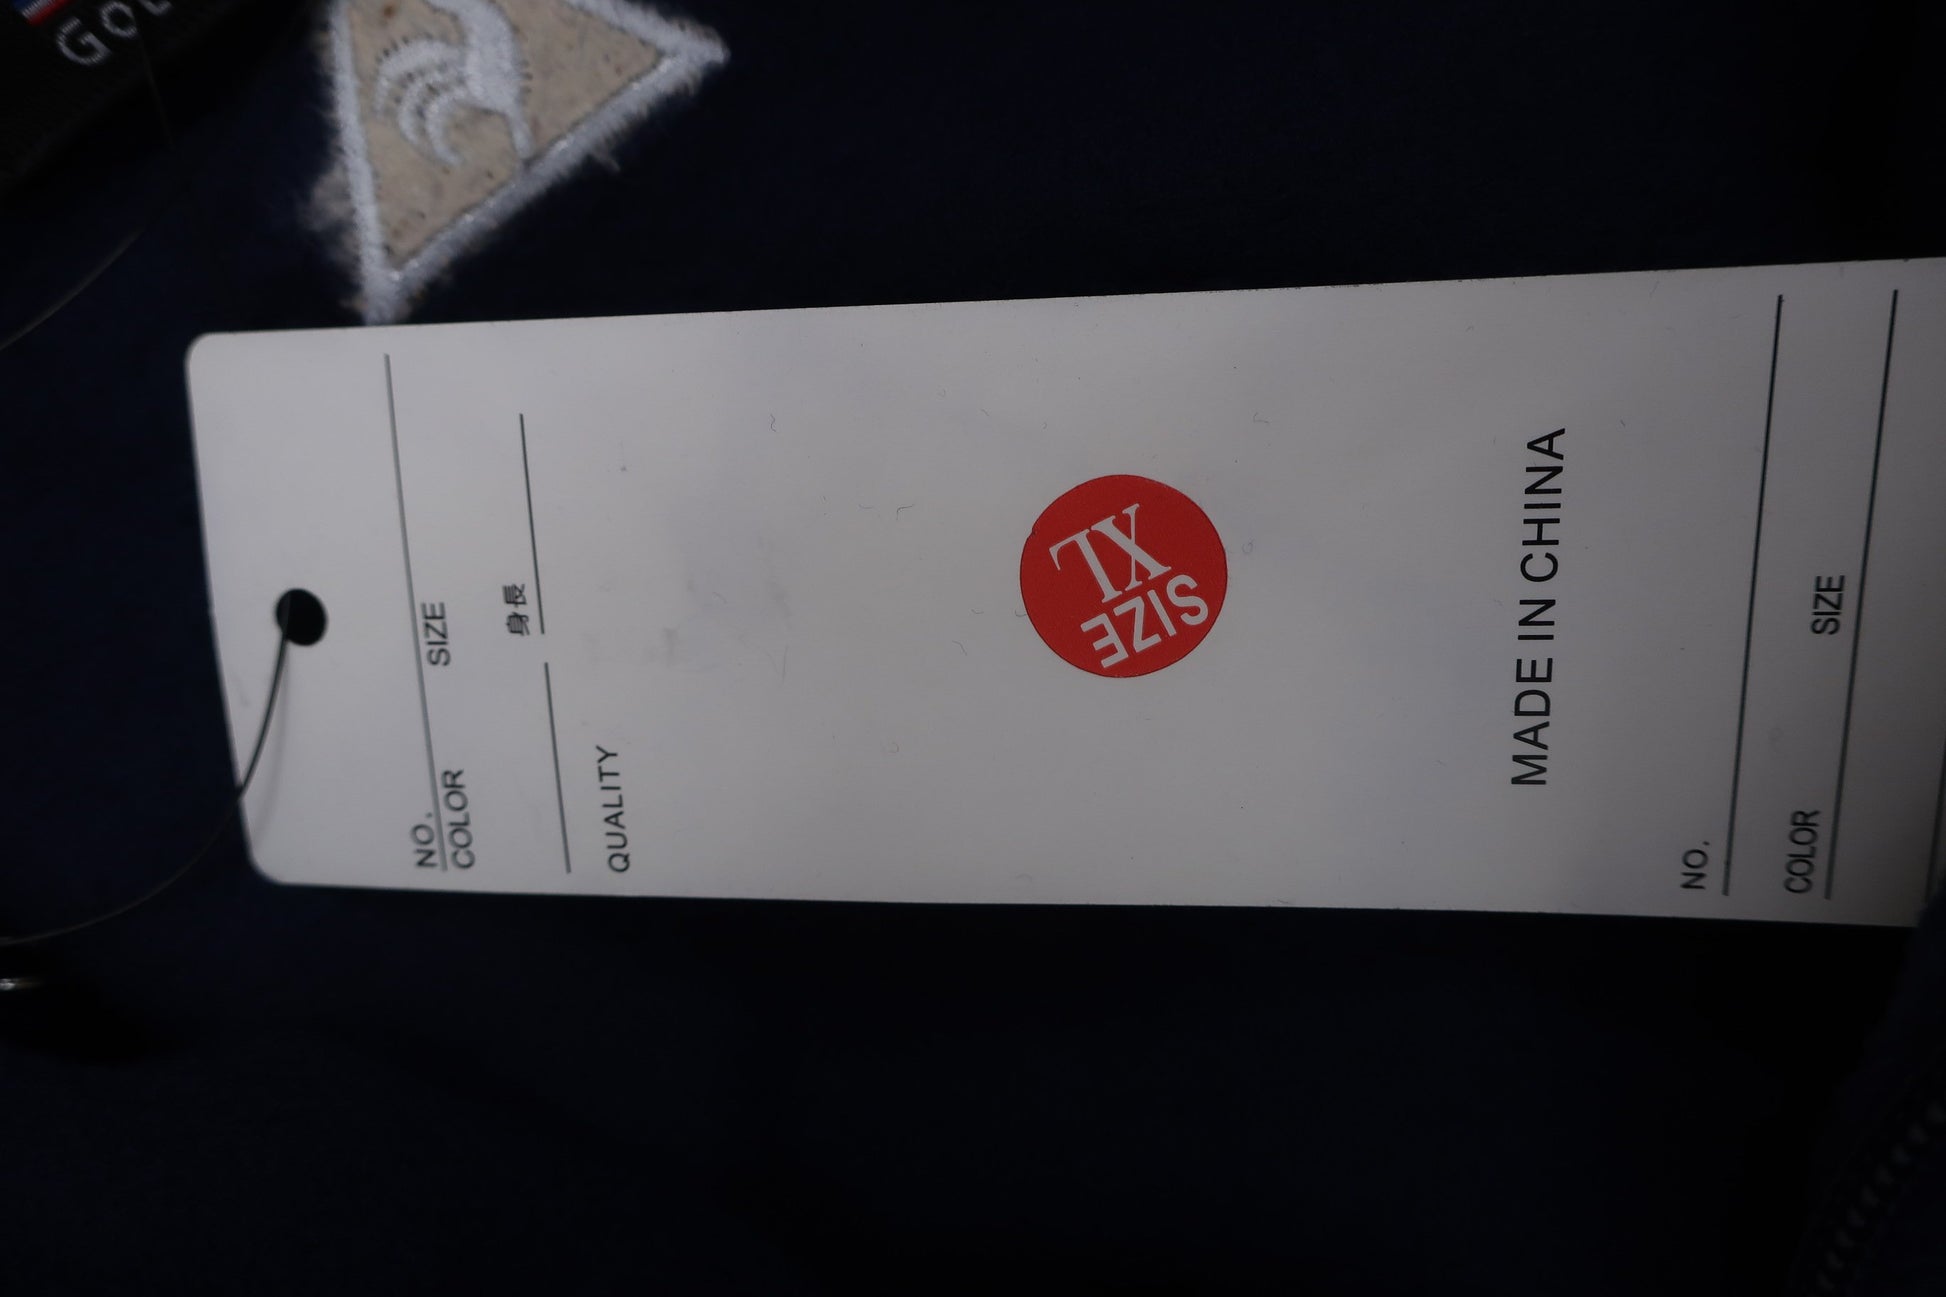 NO.
COLOR
SIZE
身長
QUALITY
SIZE
XL
MADE IN CHINA
NO.
COLOR
SIZE